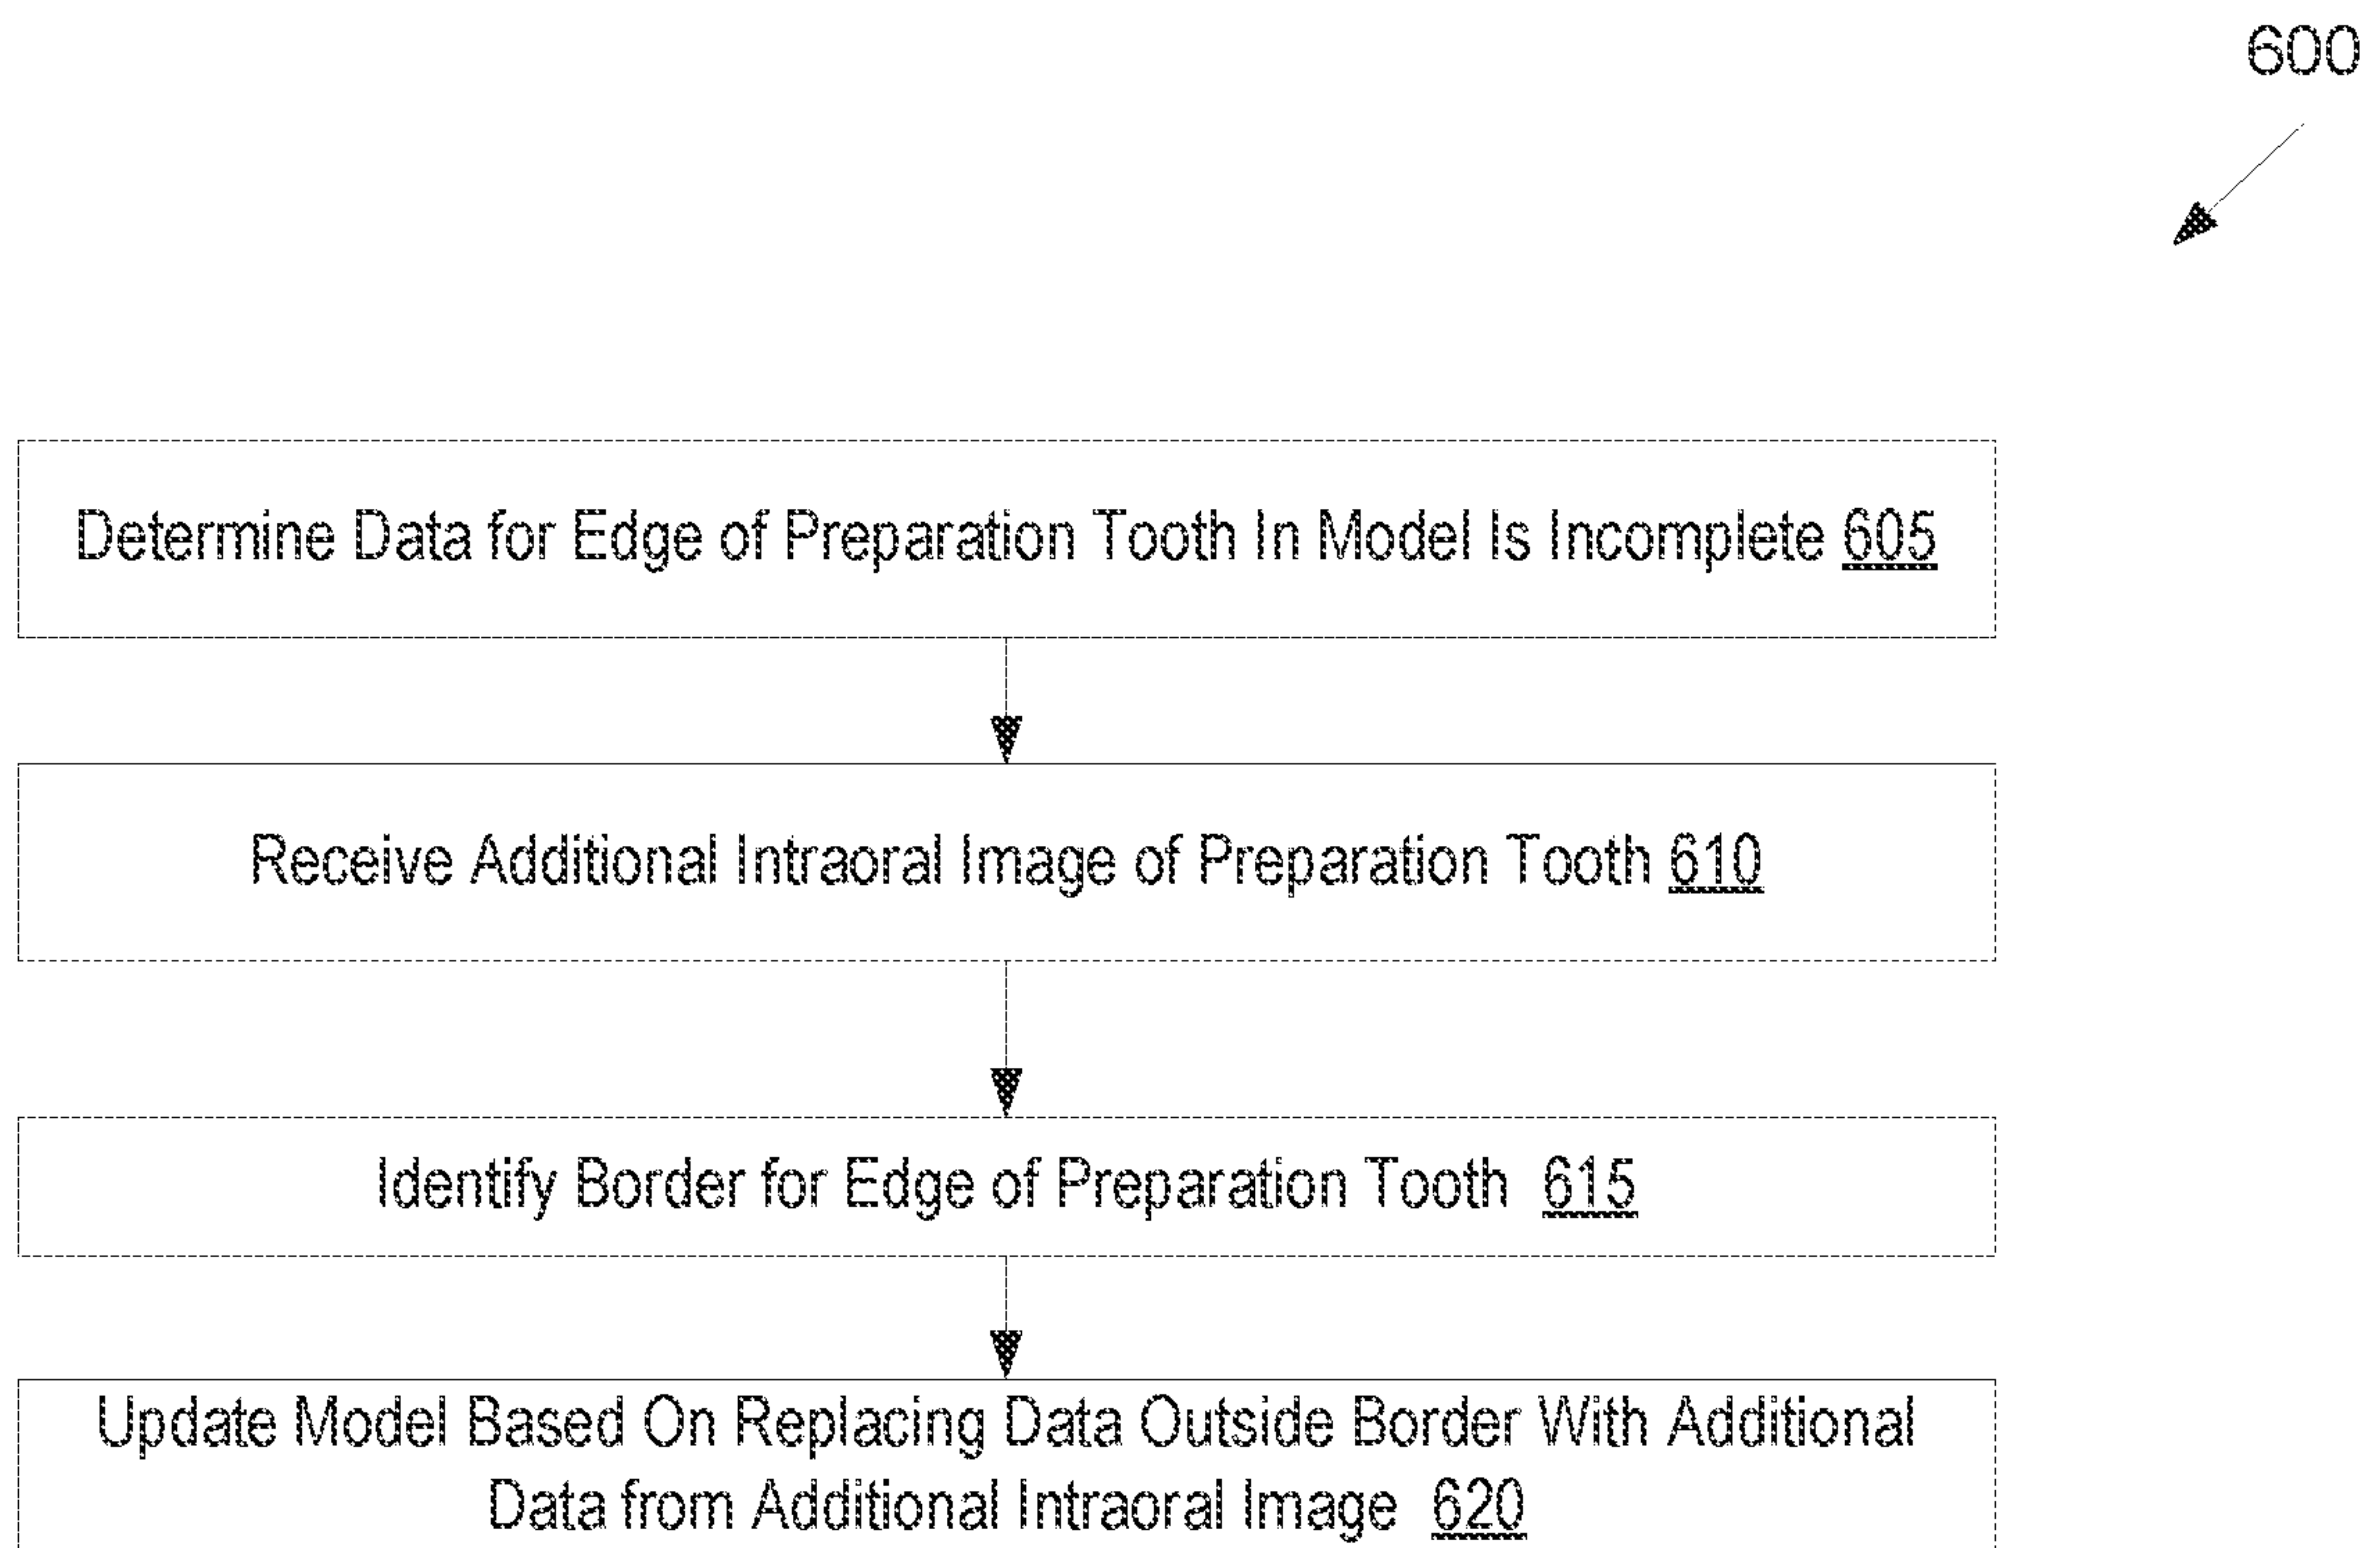 600
Determine Data for Edge of Preparation Tooth In Model Is Incomplete 605
Receive Additional Intraoral Image of Preparation Tooth 610
Identify Border for Edge of Preparation Tooth 615
Update Model Based On Replacing Data Outside Border With Additional
Data from Additional Intraoral Image 620